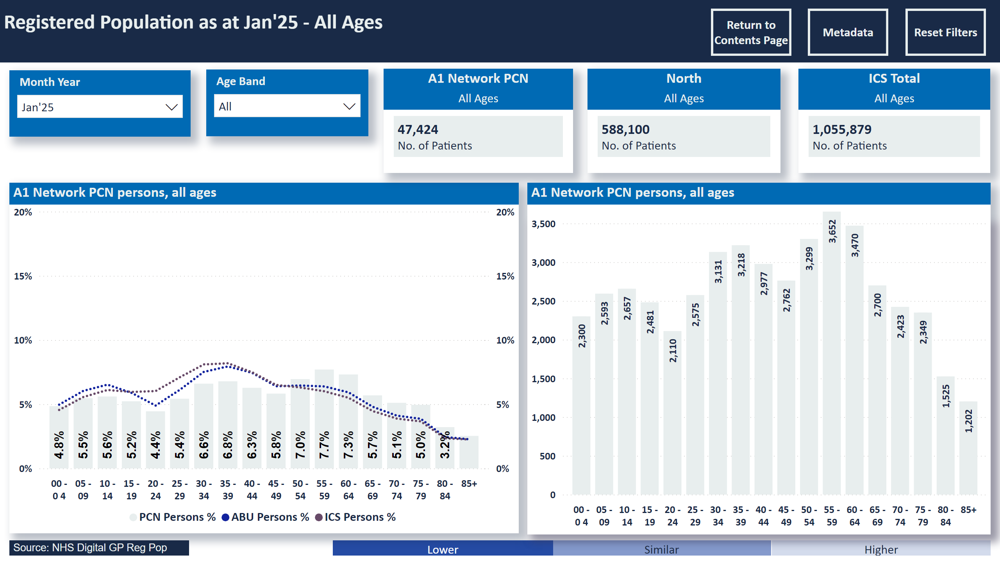 Registered Population as at Jan'25 - All Ages
Return to
Contents Page
Metadata
Reset Filters
Month Year
Jan'25
Age Band
All
A1 Network PCN
All Ages
47,424
No. of Patients
North
All Ages
588,100
No. of Patients
ICS Total
All Ages
1,055,879
No. of Patients
A1 Network PCN persons, all ages
20%
15%
10%
5%
0%
20%
15%
10%
5%
0%
4.8%
5.5%
5.6%
5.2%
4.4%
5.4%
6.6%
6.8%
6.3%
5.8%
7.0%
7.7%
7.3%
5.7%
5.1%
5.0%
3.2%
00 - 05 - 10 - 15 - 20 - 25 - 30 - 35 - 40 - 45 - 50 - 55 - 60 - 65 - 70 - 75 - 80 - 85+
0 4 09 14 19 24 29 34 39 44 49 54 59 64 69 74 79 84
PCN Persons % ABU Persons % ICS Persons %
A1 Network PCN persons, all ages
3,500
3,000
2,500
2,000
1,500
1,000
500
0
2,300
2,593
2,657
2,481
2,110
2,575
3,131
3,218
2,977
2,762
3,299
3,652
3,470
2,700
2,423
2,349
1,525
1,202
00 - 05 - 10 - 15 - 20 - 25 - 30 - 35 - 40 - 45 - 50 - 55 - 60 - 65 - 70 - 75 - 80 - 85+
0 4 09 14 19 24 29 34 39 44 49 54 59 64 69 74 79 84
Source: NHS Digital GP Reg Pop
Lower
Similar
Higher